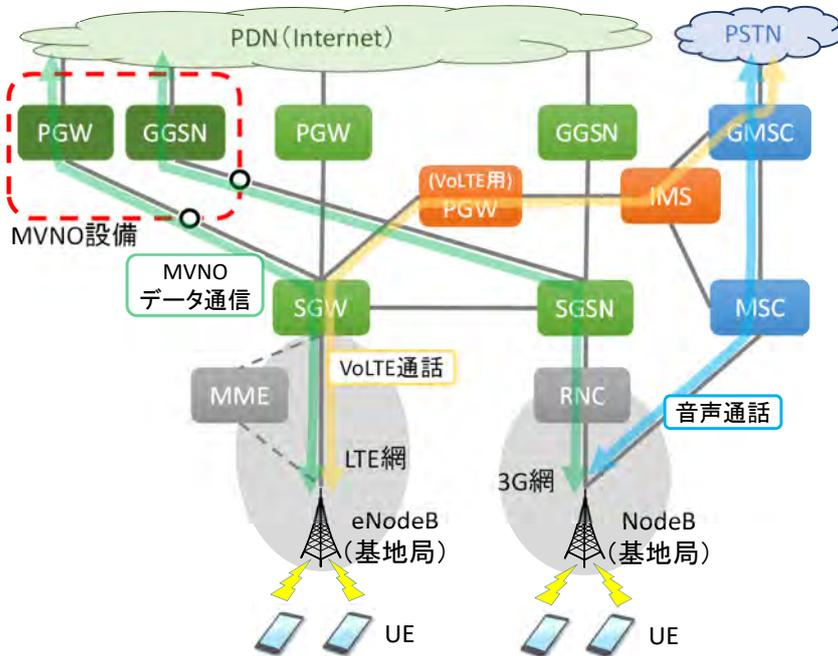 PDN(Internet)
PSTN
PGW
GGSN
PGW
GGSN
GMSC
(VoLTE用)
PGW
IMS
MVNO設備
MVNO
データ通信
SGW
SGSN
MSC
VoLTE通話
MME
RNC
音声通話
LTE網
3G網
eNodeB
(基地局)
NodeB
(基地局)
UE
UE